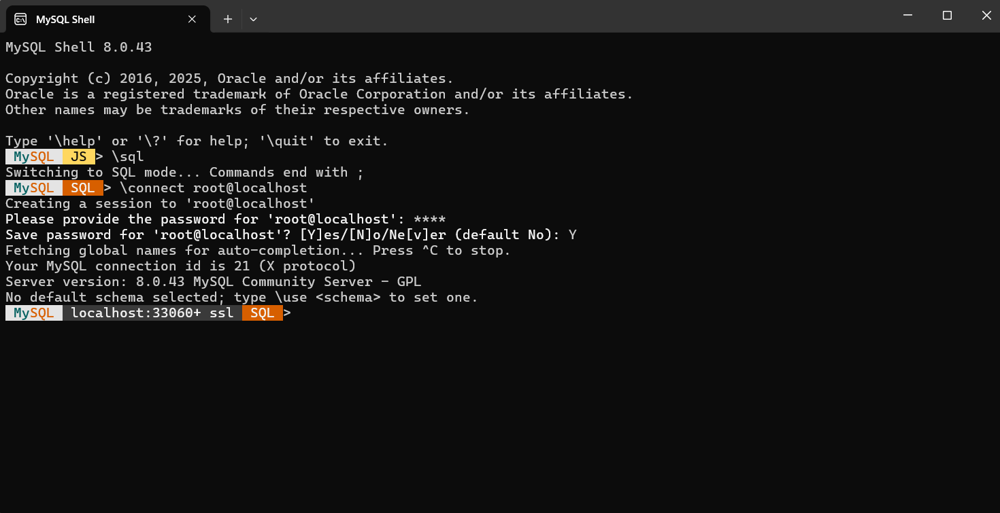 MySQL Shell
MySQL Shell 8.0.43
Copyright (c) 2016, 2025, Oracle and/or its affiliates.
Oracle is a registered trademark of Oracle Corporation and/or its affiliates.
Other names may be trademarks of their respective owners.
Type '\help' or '\?' for help; '\quit' to exit.
MySQL JS > \sql
Switching to SQL mode... Commands end with ;
MySQL SQL > \connect root@localhost
Creating a session to 'root@localhost'
Please provide the password for 'root@localhost': ****
Save password for 'root@localhost'? [Y]es/[N]o/Ne[v]er (default No): Y
Fetching global names for auto-completion... Press ^C to stop.
Your MySQL connection id is 21 (X protocol)
Server version: 8.0.43 MySQL Community Server - GPL
No default schema selected; type \use <schema> to set one.
MySQL localhost:33060+ ssl SQL >